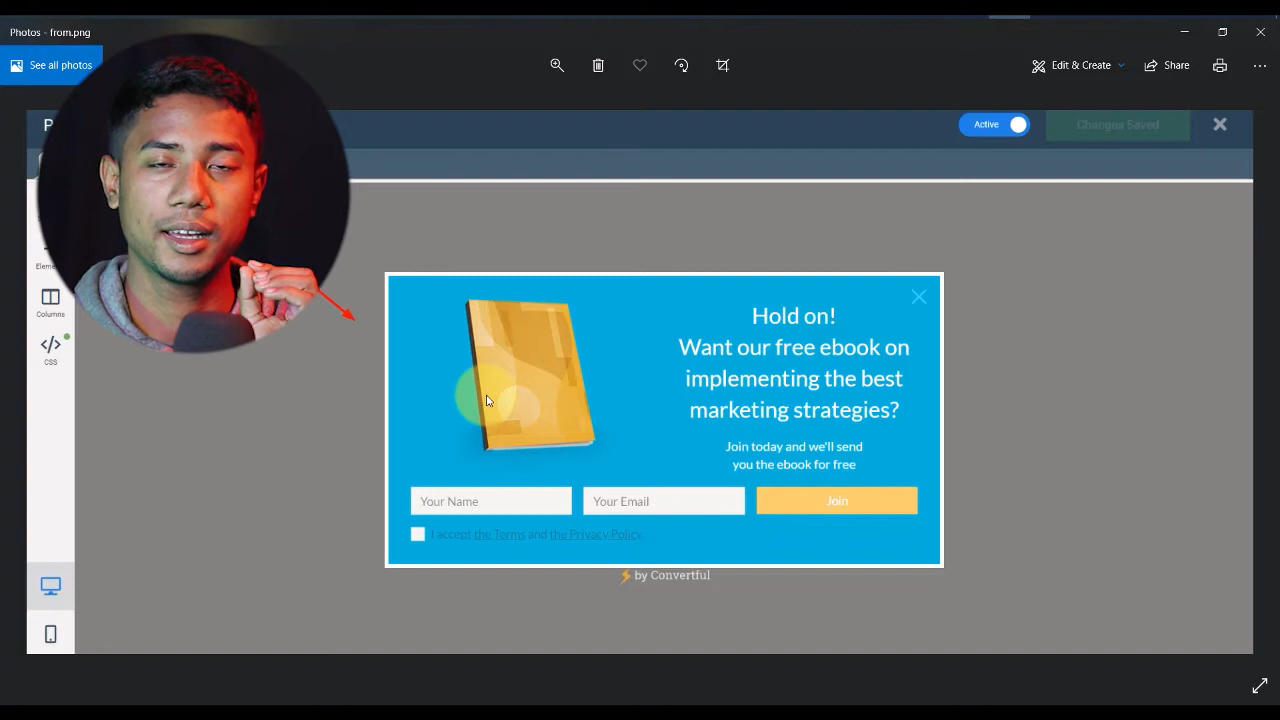 Photos - from.png
See all photos
Edit & Create
Share
Active
Changes Saved
Columns
CSS
Hold on!
Want our free ebook on
implementing the best
marketing strategies?
Join today and we'll send
you the ebook for free
Your Name
Your Email
Join
I accept the Terms and the Privacy Policy.
by Convertful